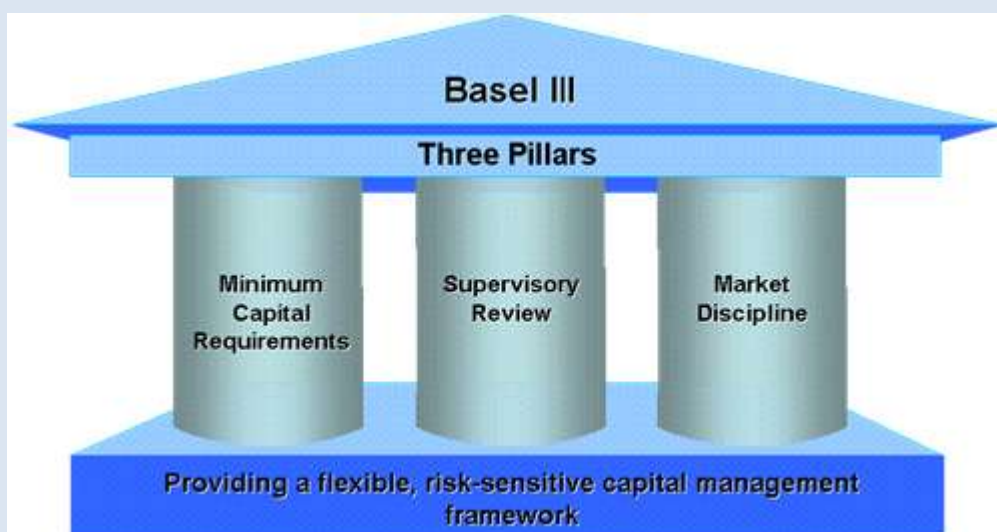 Basel III
Three Pillars
Minimum
Capital
Requirements
Supervisory
Review
Market
Discipline
Providing a flexible, risk-sensitive capital management
framework